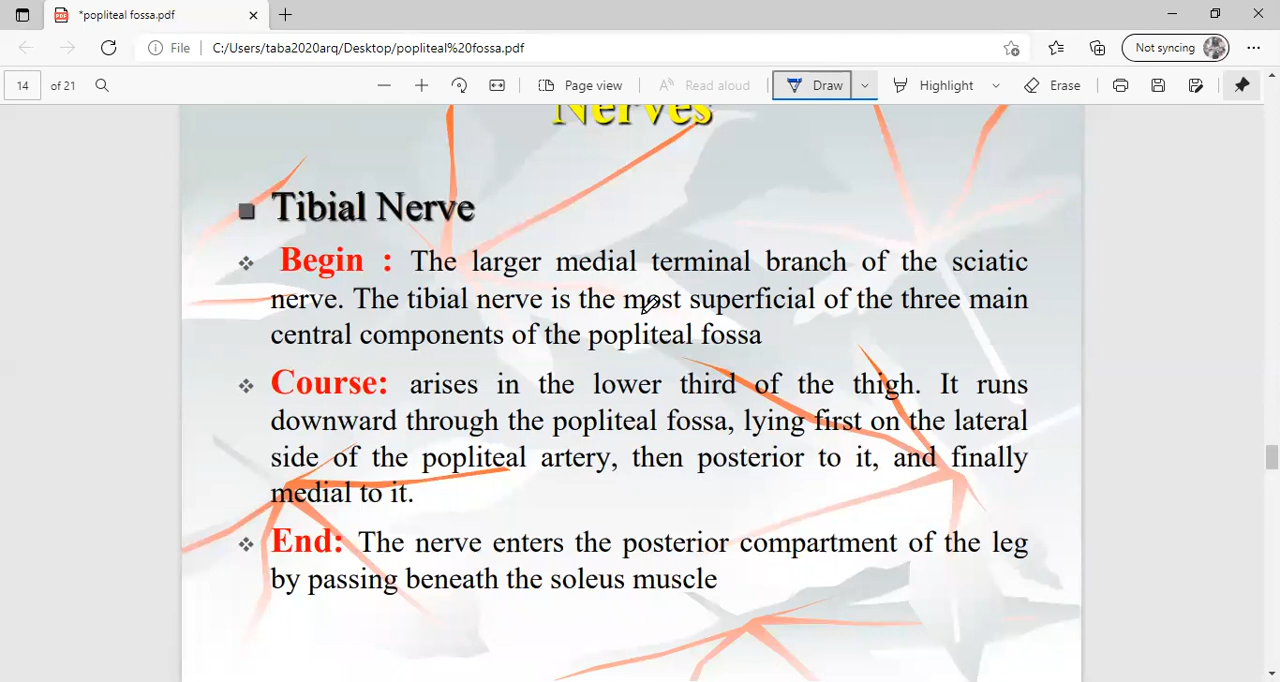 *popliteal fossa.pdf
File C:/Users/taba2020arq/Desktop/popliteal%20fossa.pdf Not syncing
14 of 21 Page view Read aloud Draw Highlight Erase
Nerves
Tibial Nerve
Begin : The larger medial terminal branch of the sciatic
nerve. The tibial nerve is the most superficial of the three main
central components of the popliteal fossa
Course: arises in the lower third of the thigh. It runs
downward through the popliteal fossa, lying first on the lateral
side of the popliteal artery, then posterior to it, and finally
medial to it.
End: The nerve enters the posterior compartment of the leg
by passing beneath the soleus muscle